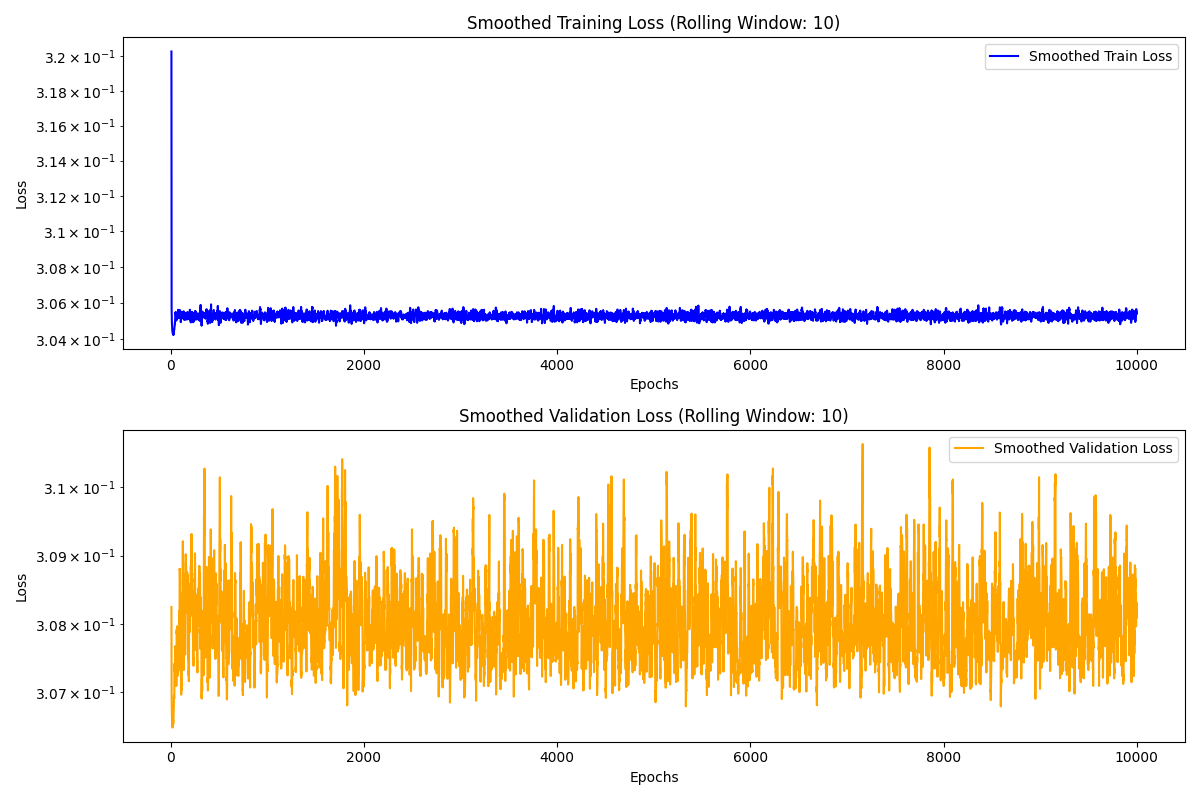 Smoothed Training Loss (Rolling Window: 10)
Smoothed Train Loss
3.2 × 10⁻¹
3.18 × 10⁻¹
3.16 × 10⁻¹
3.14 × 10⁻¹
3.12 × 10⁻¹
3.1 × 10⁻¹
3.08 × 10⁻¹
3.06 × 10⁻¹
3.04 × 10⁻¹
Loss
0 2000 4000 6000 8000 10000
Epochs
Smoothed Validation Loss (Rolling Window: 10)
Smoothed Validation Loss
3.1 × 10⁻¹
3.09 × 10⁻¹
3.08 × 10⁻¹
3.07 × 10⁻¹
Loss
0 2000 4000 6000 8000 10000
Epochs